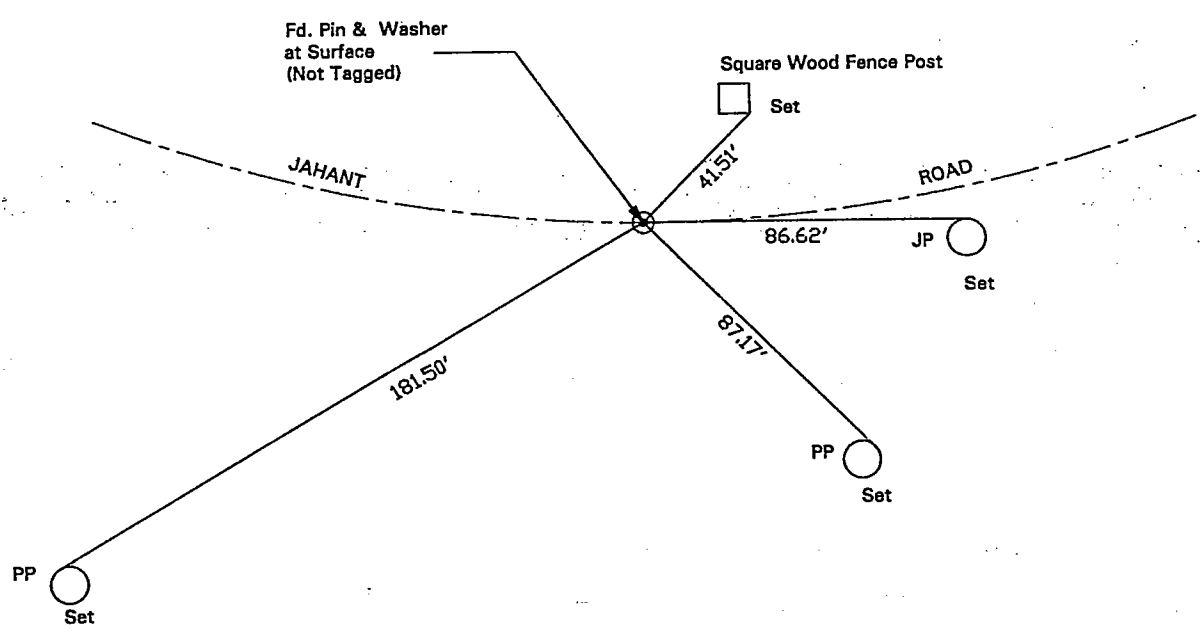 Fd. Pin & Washer
at Surface
(Not Tagged)
Square Wood Fence Post
Set
41.51'
JAHANT
ROAD
86.62'
JP
Set
87.17'
181.50'
PP
Set
PP
Set